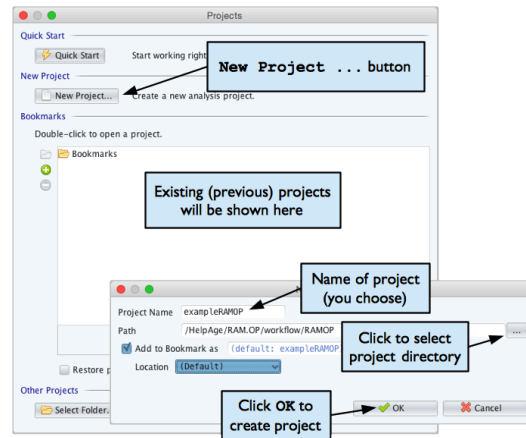 Projects
Quick Start
Quick Start
Start working right
New Project ... button
New Project
New Project...
Create a new analysis project.
Bookmarks
Double-click to open a project.
Bookmarks
Existing (previous) projects
will be shown here
Name of project
(you choose)
Project Name
exampleRAMOP
Path
/HelpAge/RAM.OP/workflow/RAMOP
...
Add to Bookmark as
(default: exampleRAMOP
Click to select
project directory
Location
(Default)
Restore
Other Projects
Select Folder.
Click OK to
create project
OK
Cancel